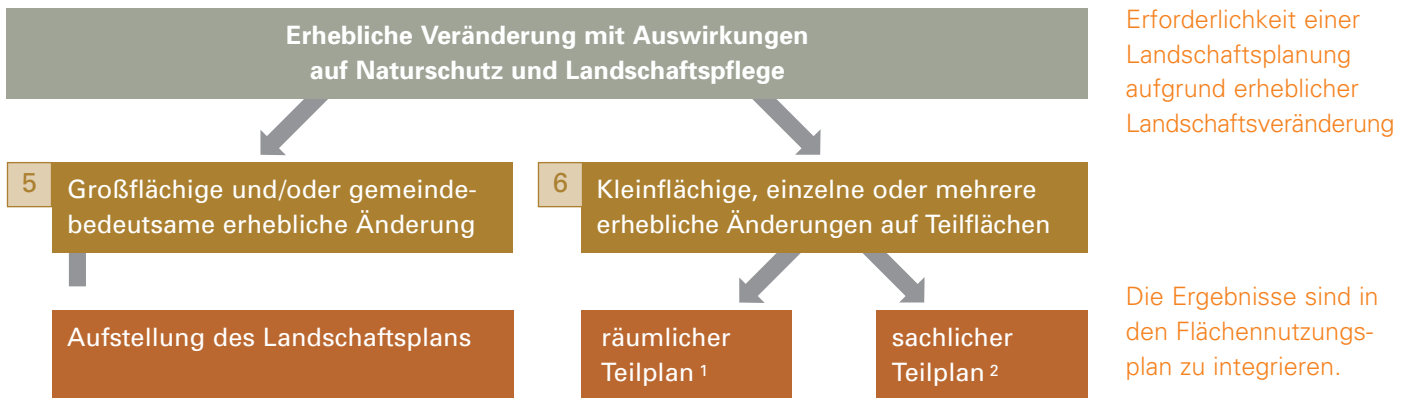 Erhebliche Veränderung mit Auswirkungen
auf Naturschutz und Landschaftspflege
Erforderlichkeit einer
Landschaftsplanung
aufgrund erheblicher
Landschaftsveränderung
5
Großflächige und/oder gemeinde-
bedeutsame erhebliche Änderung
6
Kleinflächige, einzelne oder mehrere
erhebliche Änderungen auf Teilflächen
Aufstellung des Landschaftsplans
räumlicher
Teilplan ¹
sachlicher
Teilplan ²
Die Ergebnisse sind in
den Flächennutzungs-
plan zu integrieren.